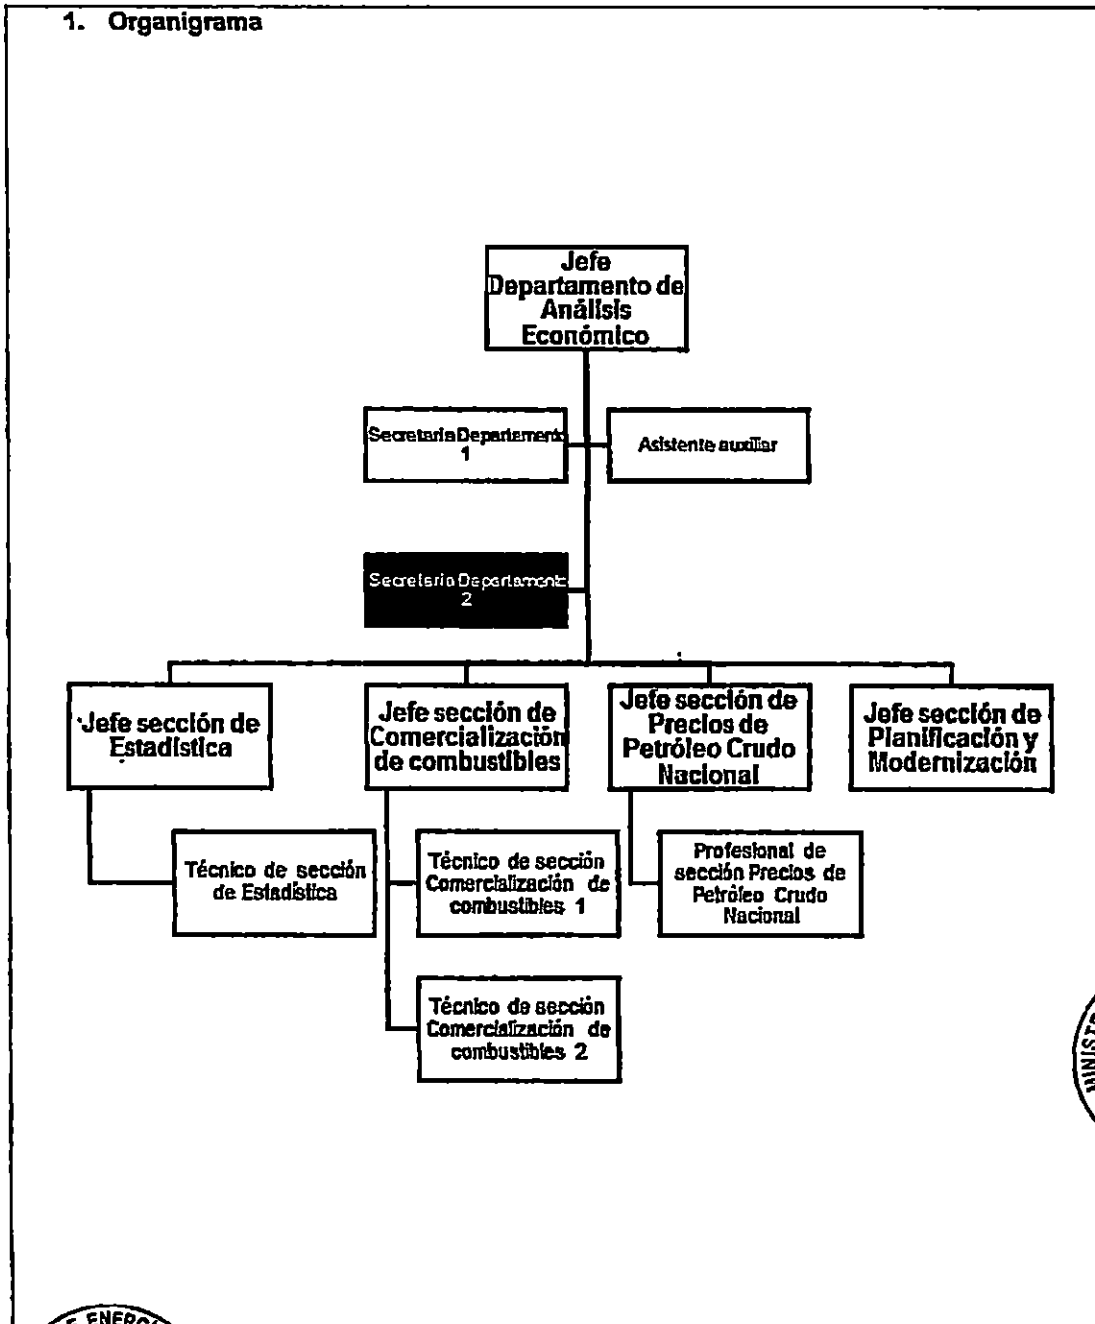 1. Organigrama
Jefe
Departamento de
Análisis
Económico
Secretaria Departamento
1
Asistente auxiliar
Secretaria Departamento
2
Jefe sección de
Estadística
Jefe sección de
Comercialización
de combustibles
Jefe sección de
Precios de
Petróleo Crudo
Nacional
Jefe sección de
Planificación y
Modernización
Técnico de sección
de Estadística
Técnico de sección
Comercialización de
combustibles 1
Profesional de
sección Precios de
Petróleo Crudo
Nacional
Técnico de sección
Comercialización de
combustibles 2